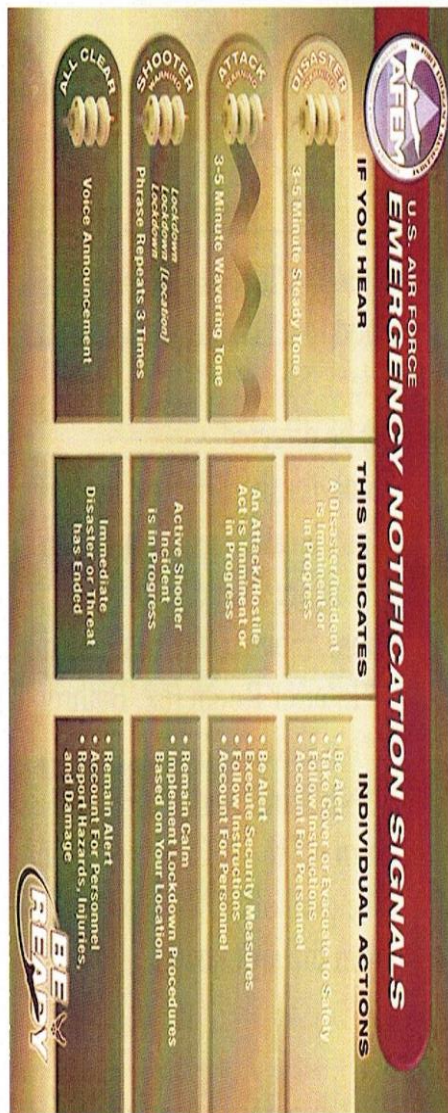 U.S. AIR FORCE
EMERGENCY NOTIFICATION SIGNALS
AFEM
IF YOU HEAR
THIS INDICATES
INDIVIDUAL ACTIONS
DISASTER
WARNING
3-5 Minute Steady Tone
A Disaster/Incident
is Imminent or
in Progress
• Be Alert
• Take Cover or Evacuate to Safety
• Follow Instructions
• Account For Personnel
ATTACK
WARNING
3-5 Minute Wavering Tone
An Attack/Hostile
Act is Imminent or
in Progress
• Be Alert
• Execute Security Measures
• Follow Instructions
• Account For Personnel
SHOOTER
WARNING
Lockdown
Lockdown [Location]
Lockdown
Phrase Repeats 3 Times
Active Shooter
Incident
is in Progress
• Remain Calm
• Implement Lockdown Procedures
Based on Your Location
ALL CLEAR
Voice Announcement
Immediate
Disaster or Threat
has Ended
• Remain Alert
• Account For Personnel
• Report Hazards, Injuries,
and Damage
BE
READY